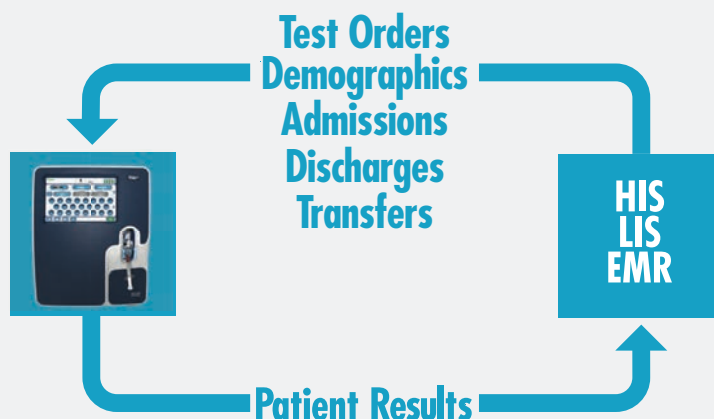 Test Orders
Demographics
Admissions
Discharges
Transfers
HIS
LIS
EMR
Patient Results